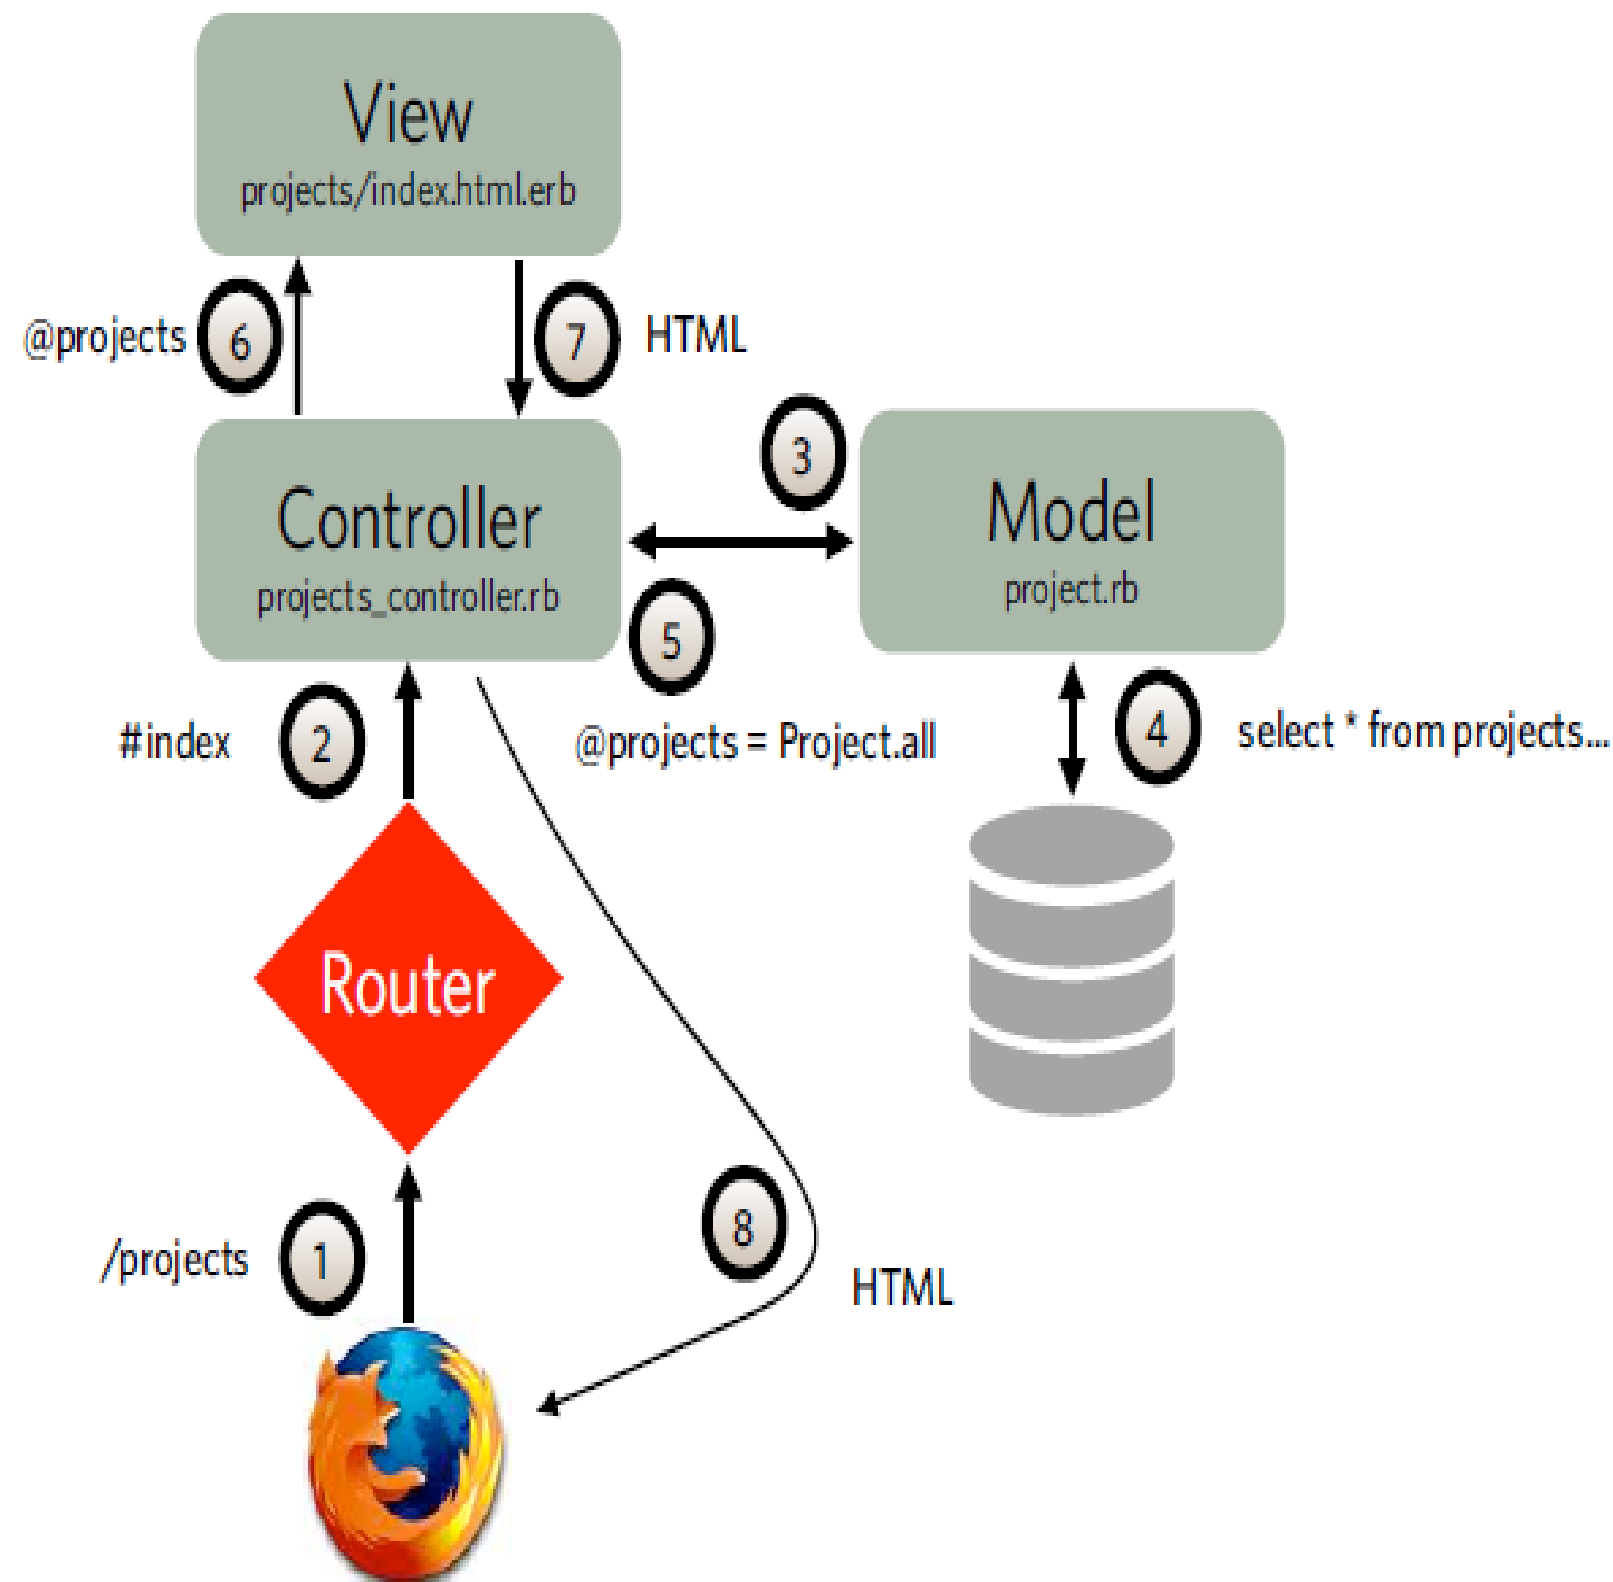 View
projects/index.html.erb
@projects
6
7
HTML
3
Controller
projects_controller.rb
Model
project.rb
5
#index
2
@projects = Project.all
4
select * from projects...
Router
/projects
1
8
HTML